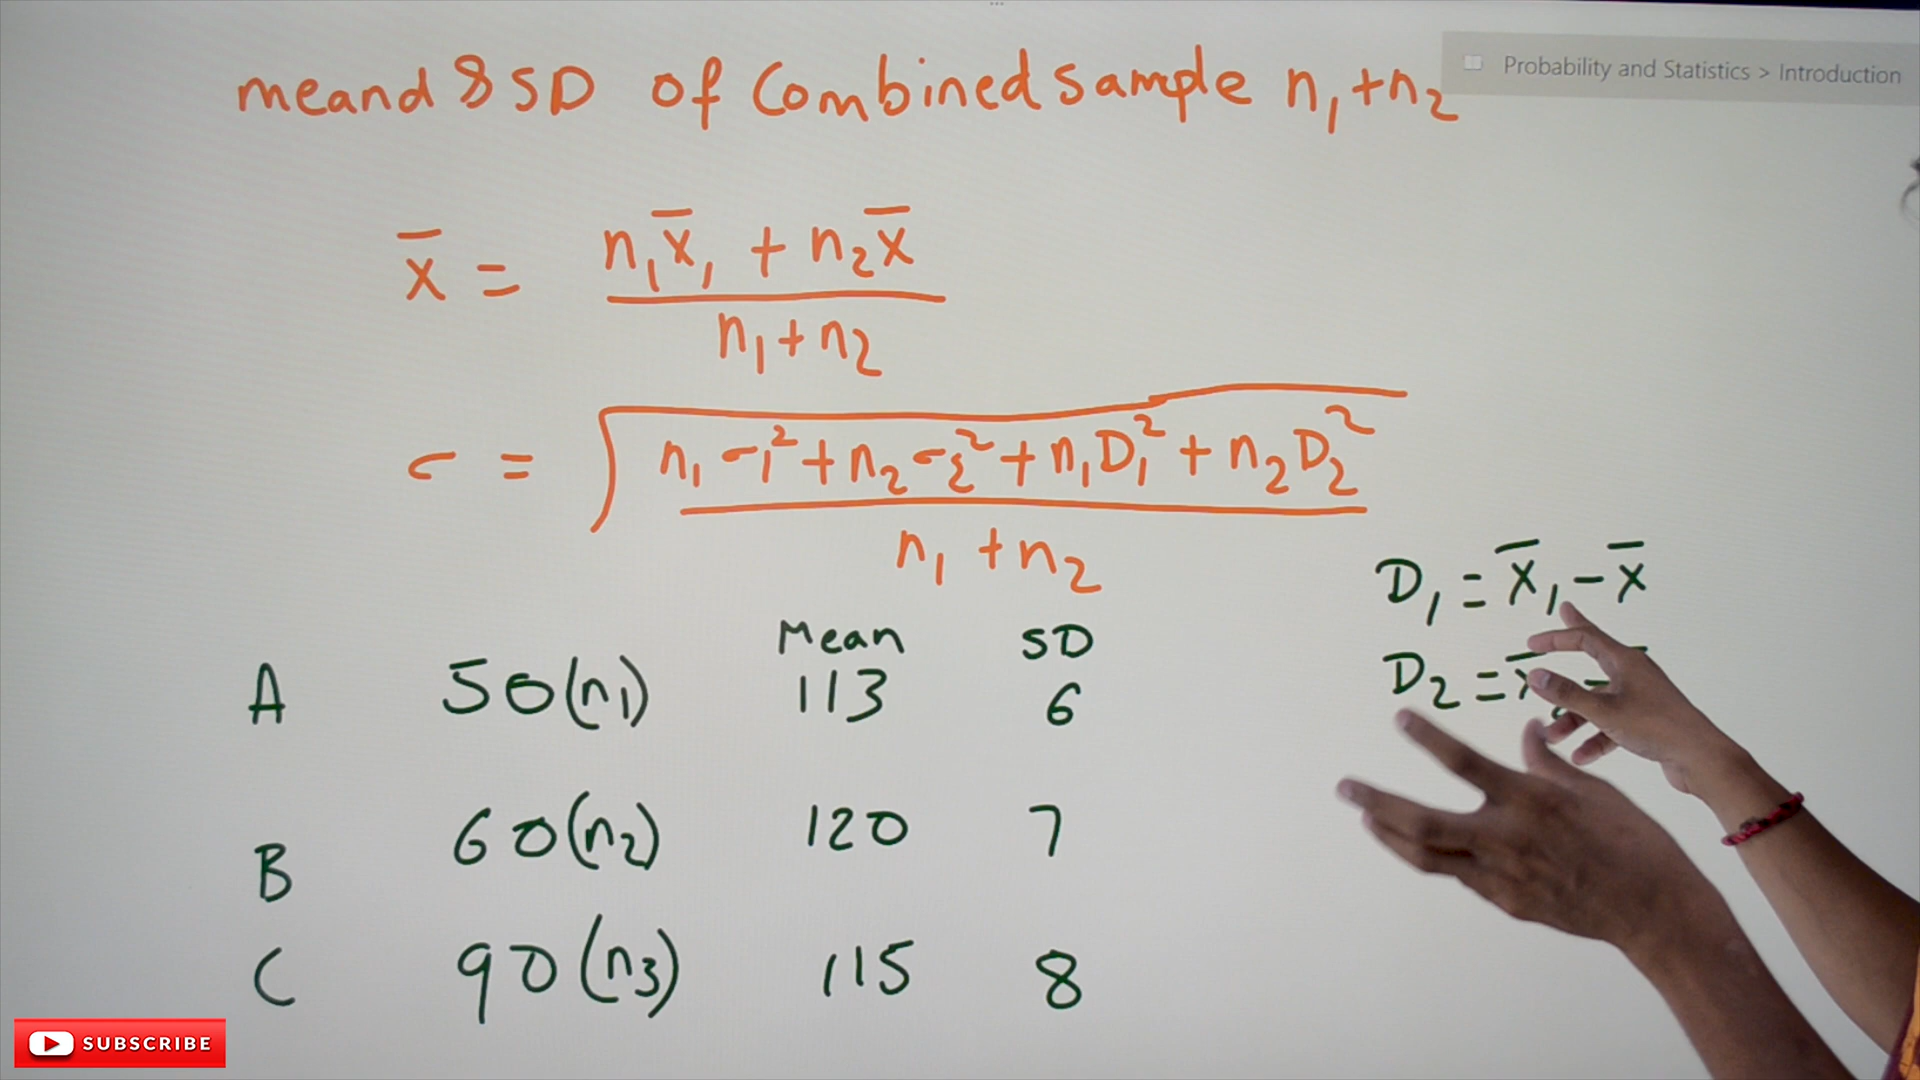 Probability and Statistics > Introduction
meand & SD of Combined sample n₁+n₂
x̄ = (n₁x̄₁ + n₂x̄) / (n₁+n₂)
σ = √((n₁σ₁²+n₂σ₂²+n₁D₁²+n₂D₂²) / (n₁+n₂))
D₁ = x̄₁-x̄
D₂ =
Mean SD
A 50(n₁) 113 6
B 60(n₂) 120 7
C 90(n₃) 115 8
SUBSCRIBE